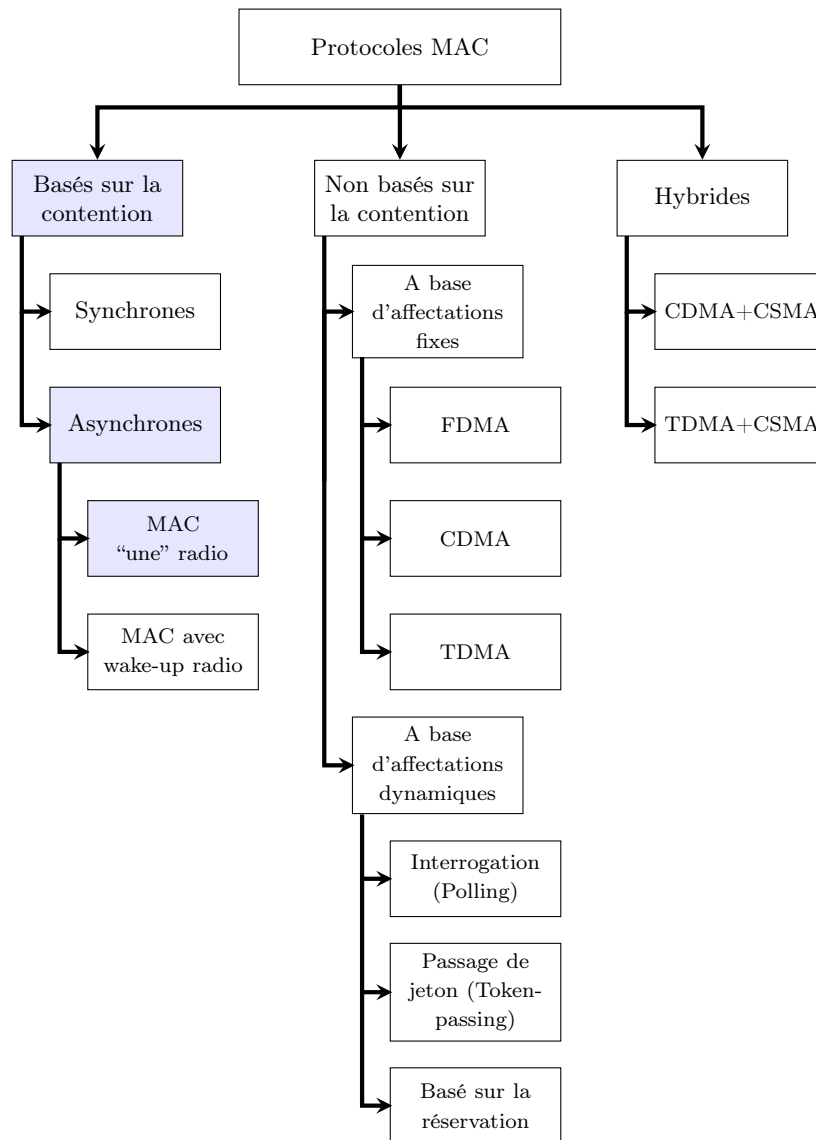 Protocoles MAC
Basés sur la
contention
Synchrones
Asynchrones
MAC
“une” radio
MAC avec
wake-up radio
Non basés sur
la contention
A base
d'affectations
fixes
FDMA
CDMA
TDMA
A base
d'affectations
dynamiques
Interrogation
(Polling)
Passage de
jeton (Token-
passing)
Basé sur la
réservation
Hybrides
CDMA+CSMA
TDMA+CSMA